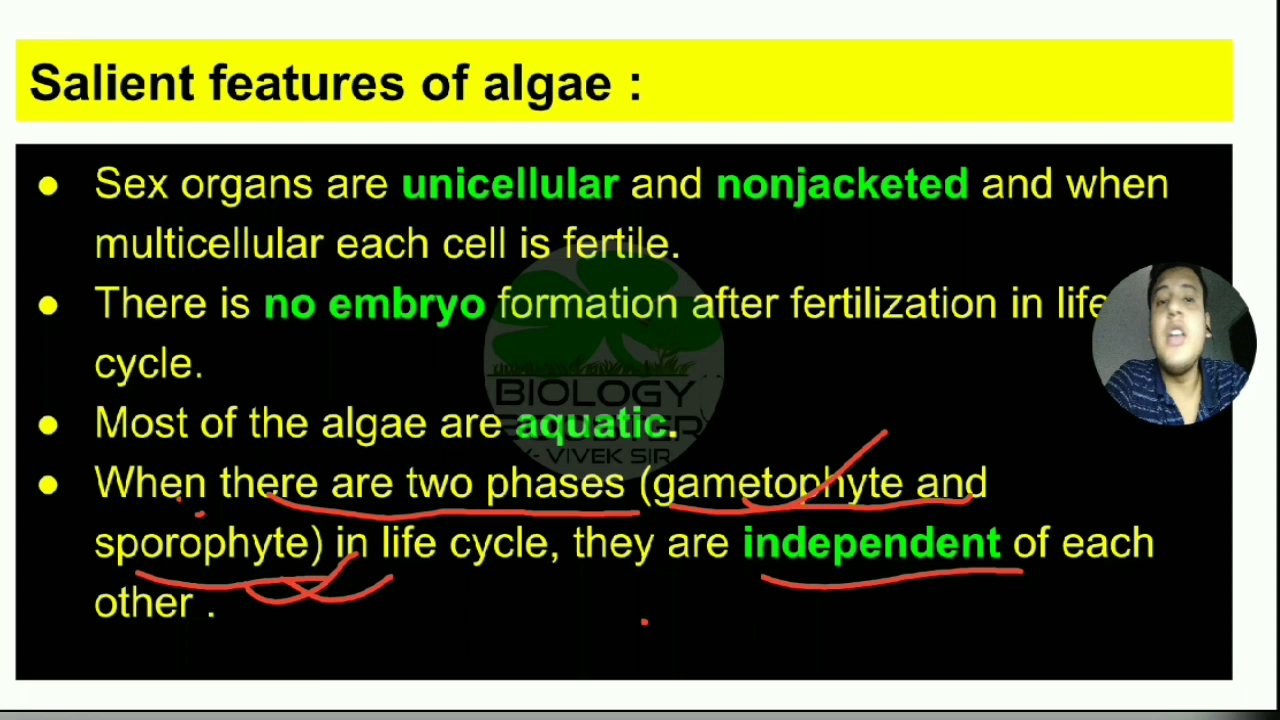 Salient features of algae :
● Sex organs are unicellular and nonjacketed and when
multicellular each cell is fertile.
● There is no embryo formation after fertilization in life
cycle.
● Most of the algae are aquatic.
● When there are two phases (gametophyte and
sporophyte) in life cycle, they are independent of each
other .
BIOLOGY
BOOSTER
- VIVEK SIR